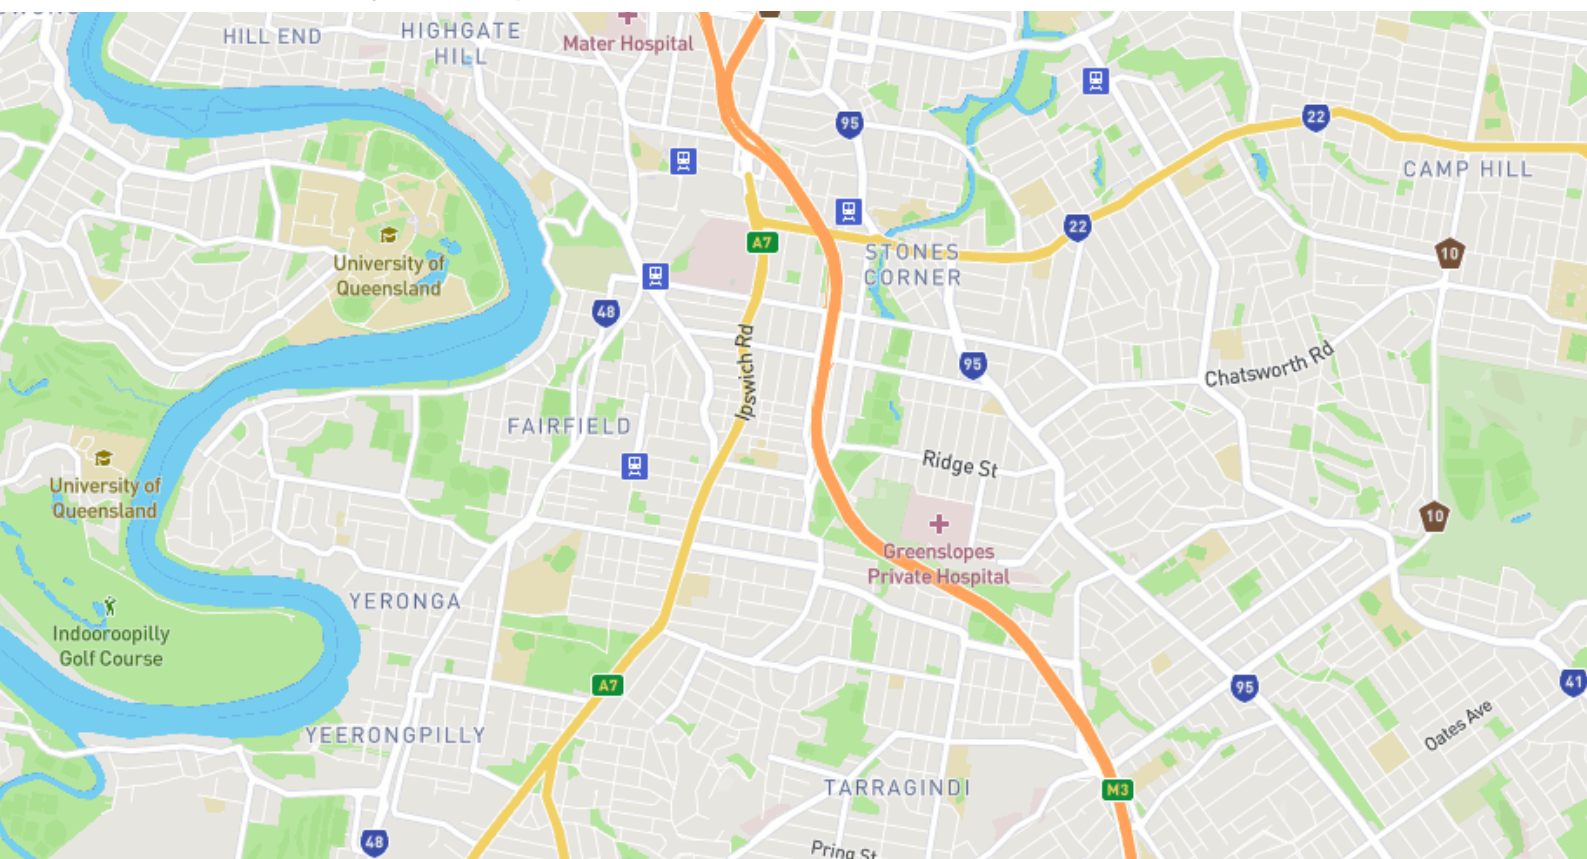 HILL END
HIGHGATE
HILL
Mater Hospital
95
22
CAMP HILL
22
10
A7
STONES
CORNER
University of
Queensland
48
Ipswich Rd
95
Chatsworth Rd
FAIRFIELD
Ridge St
University of
Queensland
10
Greenslopes
Private Hospital
YERONGA
Indooroopilly
Golf Course
A7
95
41
Oates Ave
YEERONGPILLY
TARRAGINDI
M3
48
Pring St